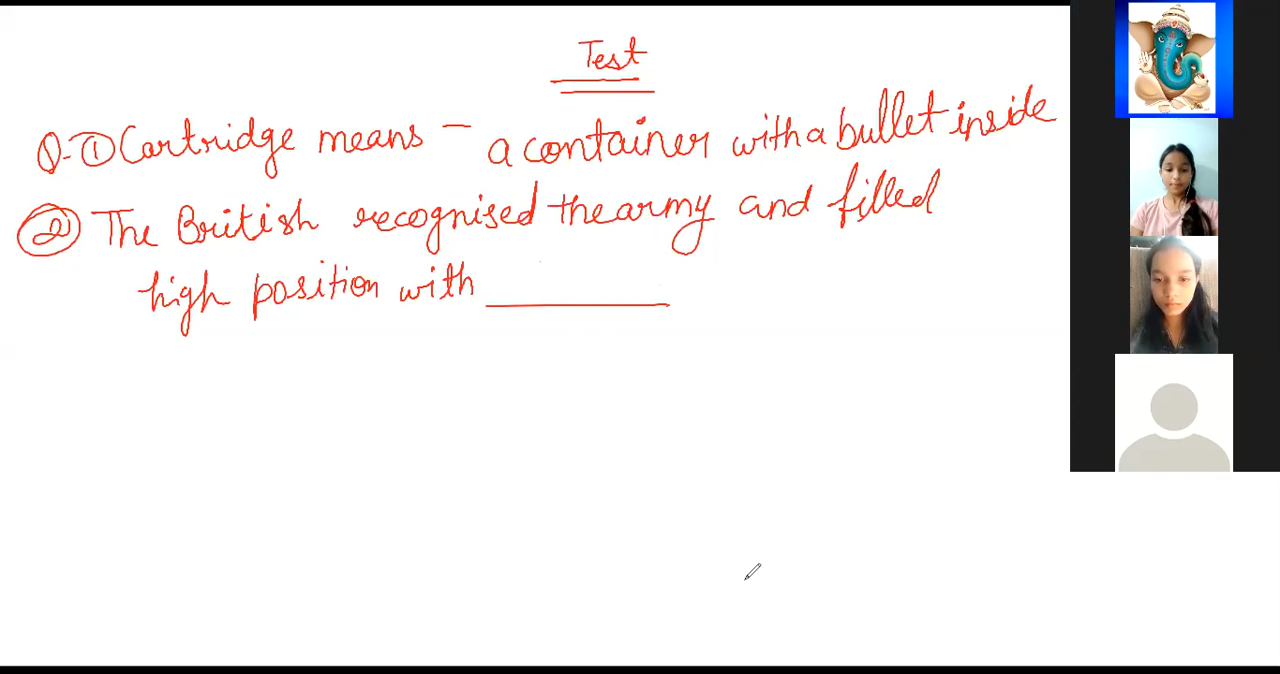 Test
Q.① Cartridge means - a container with a bullet inside
② The British recognised the army and filled
high position with ________